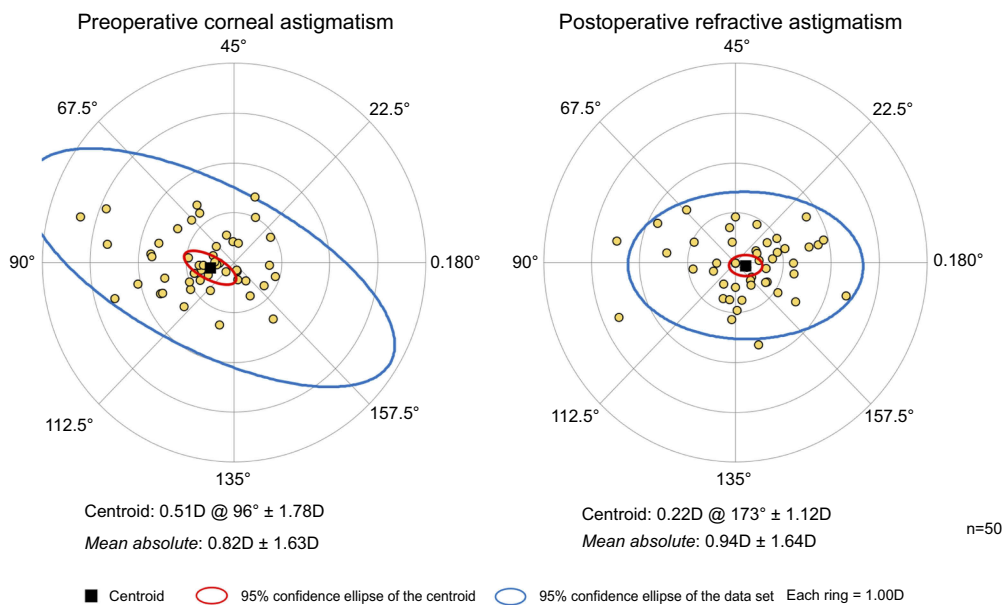 Preoperative corneal astigmatism
45°
67.5°
22.5°
90°
0.180°
112.5°
157.5°
135°
Centroid: 0.51D @ 96° ± 1.78D
Mean absolute: 0.82D ± 1.63D
Postoperative refractive astigmatism
45°
67.5°
22.5°
90°
0.180°
112.5°
157.5°
135°
Centroid: 0.22D @ 173° ± 1.12D
Mean absolute: 0.94D ± 1.64D
n=50
Centroid 95% confidence ellipse of the centroid 95% confidence ellipse of the data set Each ring = 1.00D